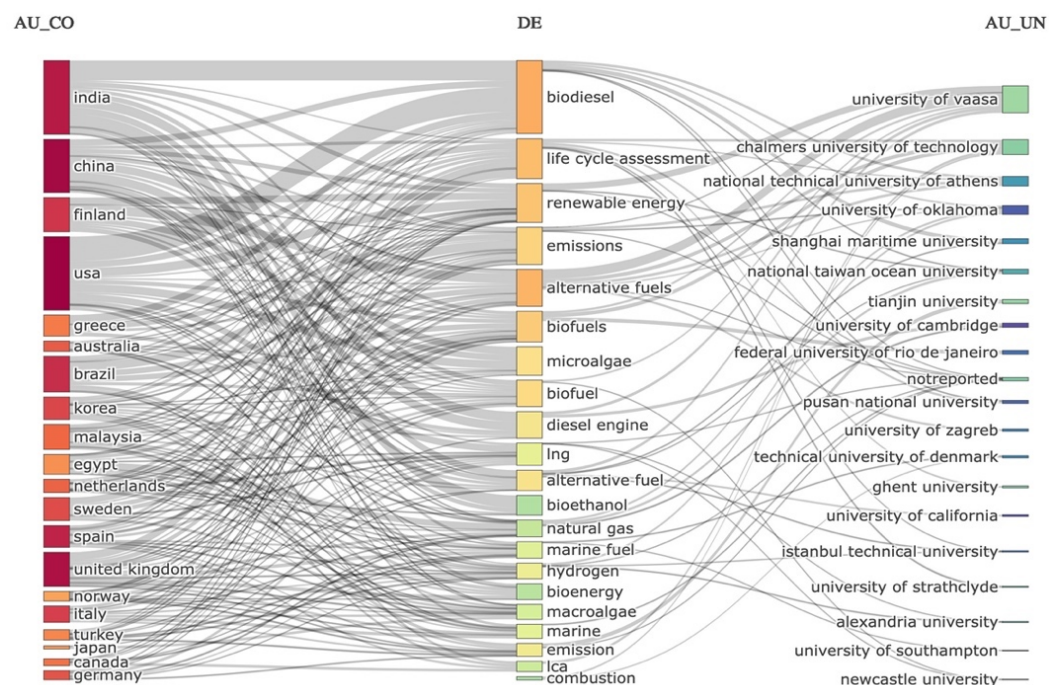 AU_CO
DE
AU_UN
india
china
finland
usa
greece
australia
brazil
korea
malaysia
egypt
netherlands
sweden
spain
united kingdom
norway
italy
turkey
japan
canada
germany
biodiesel
life cycle assessment
renewable energy
emissions
alternative fuels
biofuels
microalgae
biofuel
diesel engine
lng
alternative fuel
bioethanol
natural gas
marine fuel
hydrogen
bioenergy
macroalgae
marine
emission
lca
combustion
university of vaasa
chalmers university of technology
national technical university of athens
university of oklahoma
shanghai maritime university
national taiwan ocean university
tianjin university
university of cambridge
federal university of rio de janeiro
notreported
pusan national university
university of zagreb
technical university of denmark
ghent university
university of california
istanbul technical university
university of strathclyde
alexandria university
university of southampton
newcastle university